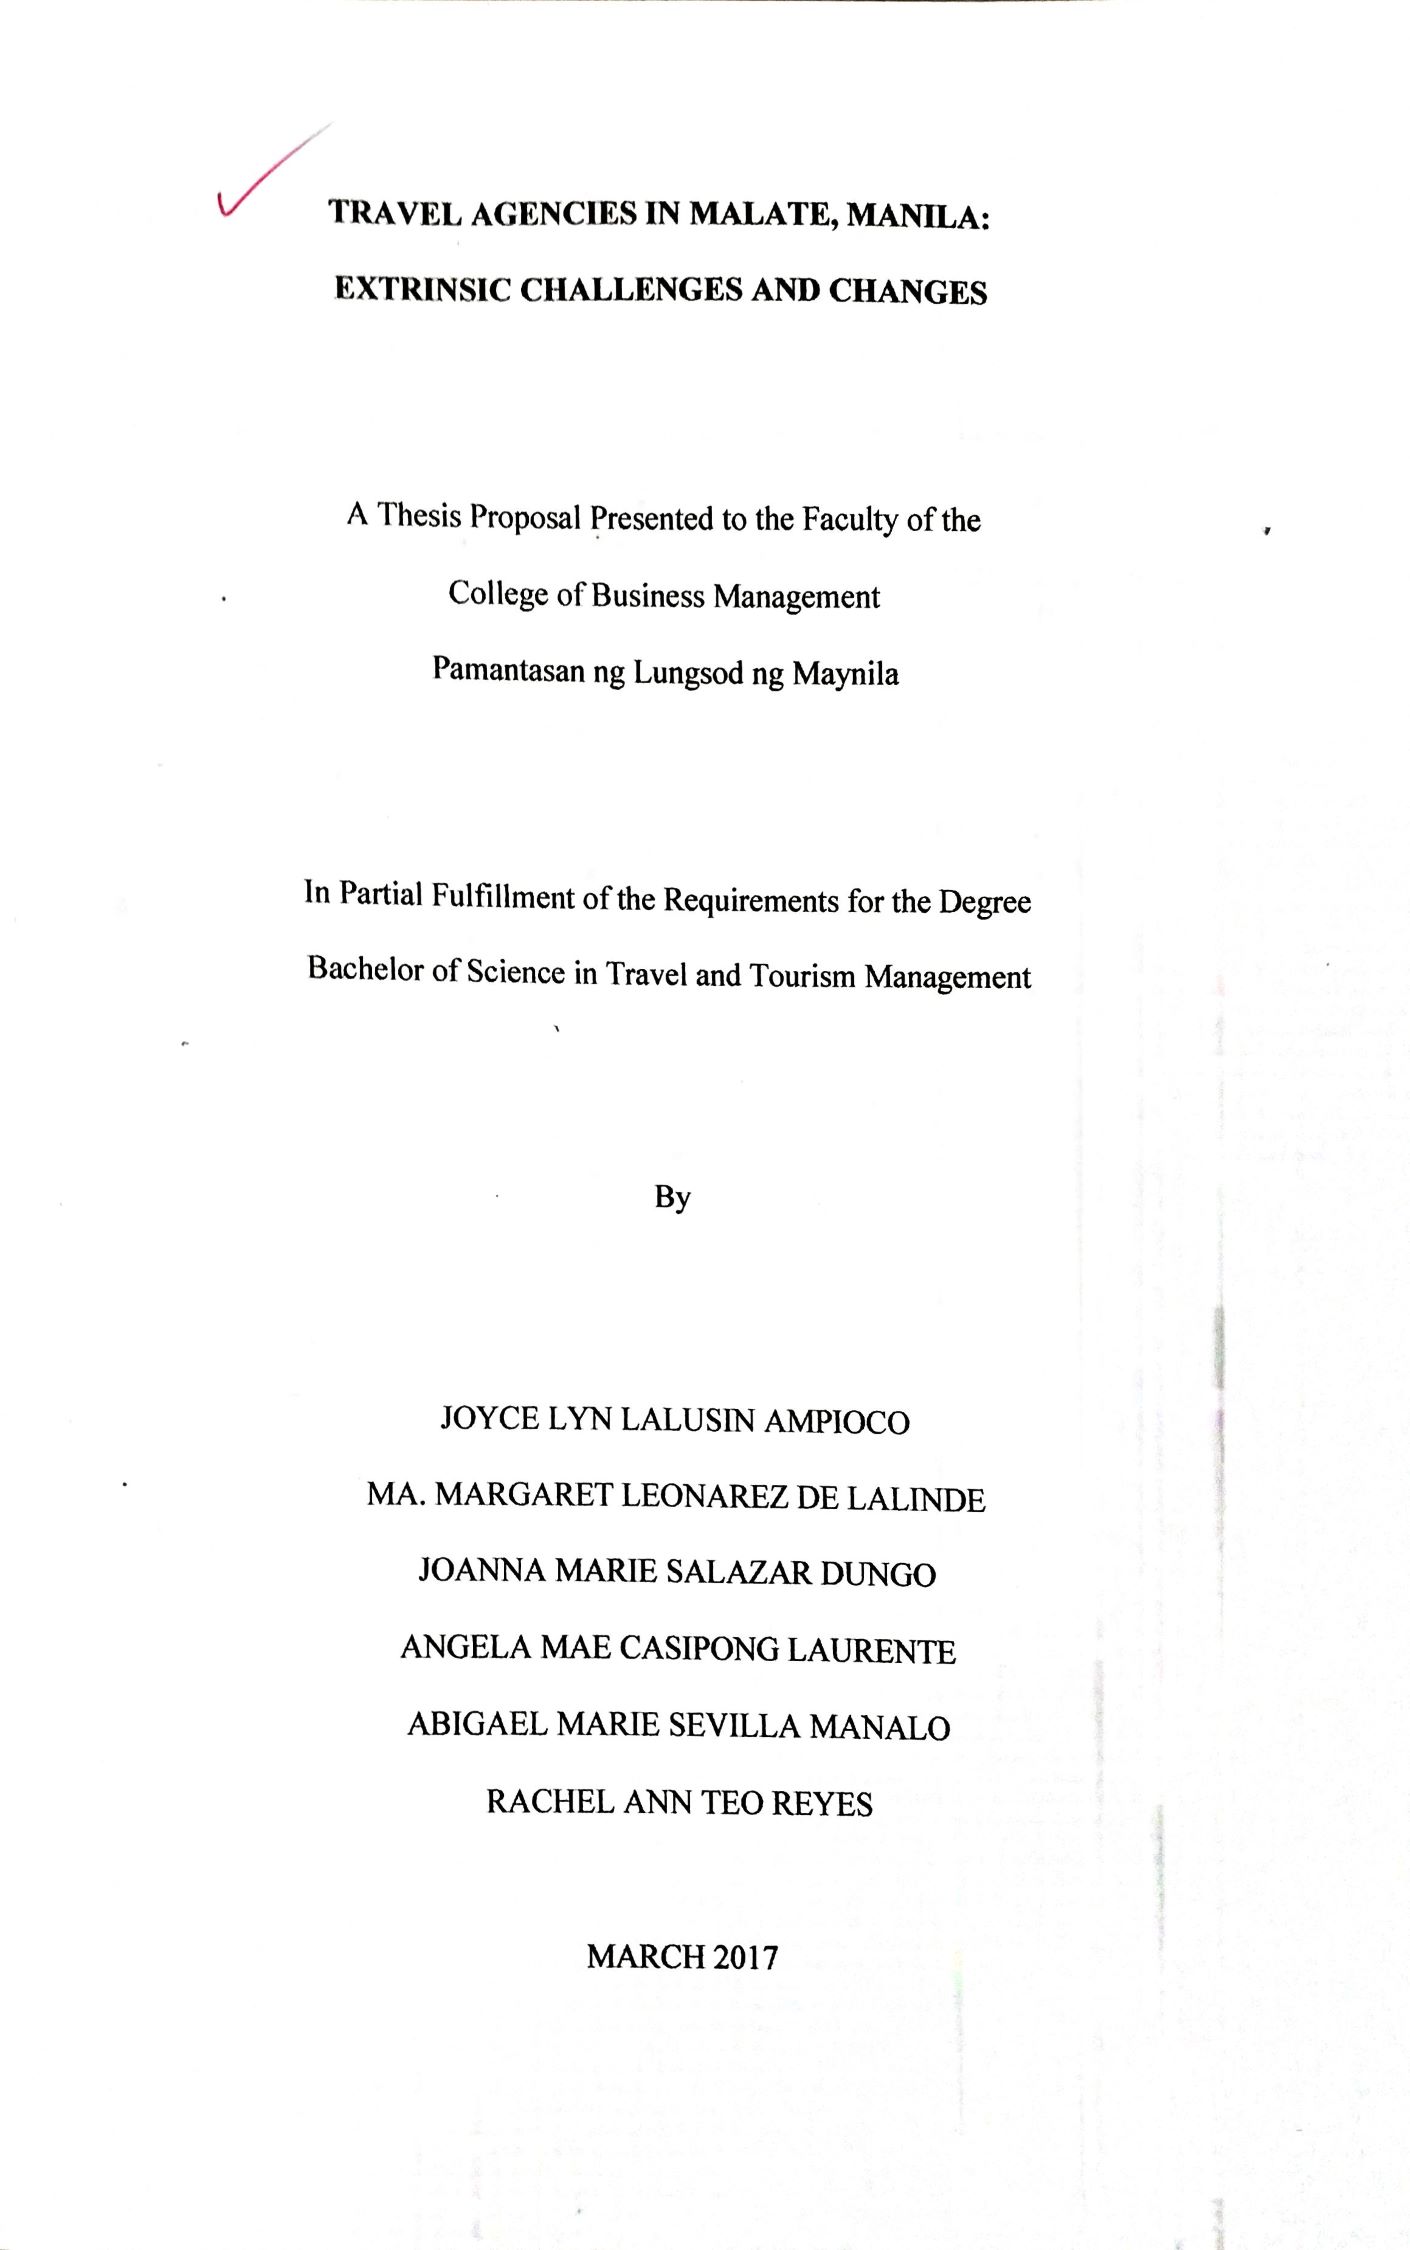 TRAVEL AGENCIES IN MALATE, MANILA:
EXTRINSIC CHALLENGES AND CHANGES
A Thesis Proposal Presented to the Faculty of the
College of Business Management
Pamantasan ng Lungsod ng Maynila
In Partial Fulfillment of the Requirements for the Degree
Bachelor of Science in Travel and Tourism Management
By
JOYCE LYN LALUSIN AMPIOCO
MA. MARGARET LEONAREZ DE LALINDE
JOANNA MARIE SALAZAR DUNGO
ANGELA MAE CASIPONG LAURENTE
ABIGAEL MARIE SEVILLA MANALO
RACHEL ANN TEO REYES
MARCH 2017